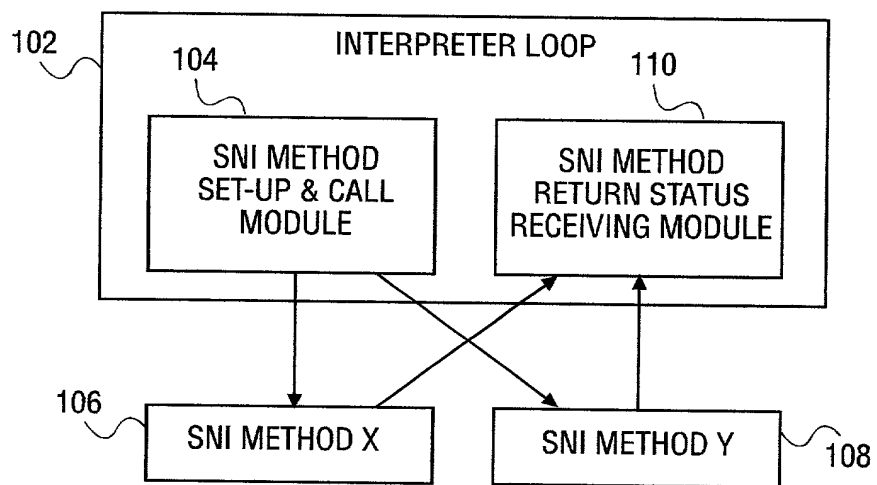 102
INTERPRETER LOOP
104
110
SNI METHOD
SET-UP & CALL
MODULE
SNI METHOD
RETURN STATUS
RECEIVING MODULE
106
SNI METHOD X
SNI METHOD Y
108